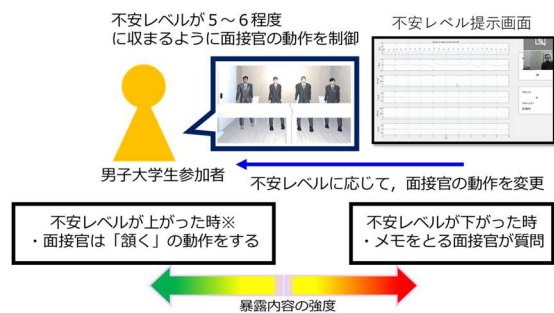 不安レベルが５～６程度
に収まるように面接官の動作を制御
不安レベル提示画面
男子大学生参加者
不安レベルに応じて，面接官の動作を変更
不安レベルが上がった時※
・面接官は「頷く」の動作をする
不安レベルが下がった時
・メモをとる面接官が質問
暴露内容の強度